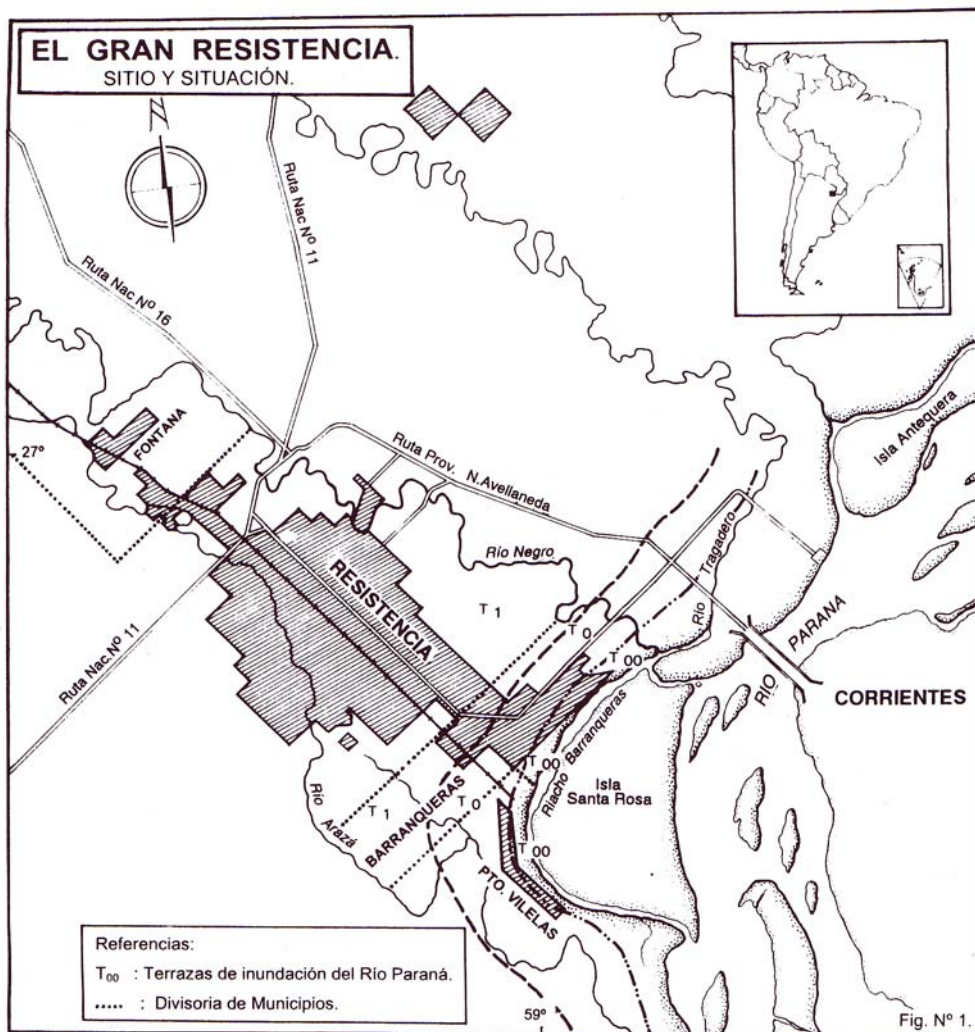 EL GRAN RESISTENCIA.
SITIO Y SITUACIÓN.
N
Ruta Nac Nº 11
Ruta Nac Nº 16
FONTANA
27º
Ruta Prov. N. Avellaneda
Isla Antequera
Río Negro
RESISTENCIA
T 1
T 0
T 00
Río Tragadero
RIO PARANA
CORRIENTES
Ruta Nac. Nº 11
Riacho Barranqueras
Isla
Santa Rosa
T 00
T 0
T 1
BARRANQUERAS
Río Arazá
T 00
PTO. VILELAS
Referencias:
T00 : Terrazas de inundación del Río Paraná.
..... : Divisoria de Municipios.
59º
Fig. Nº 1.